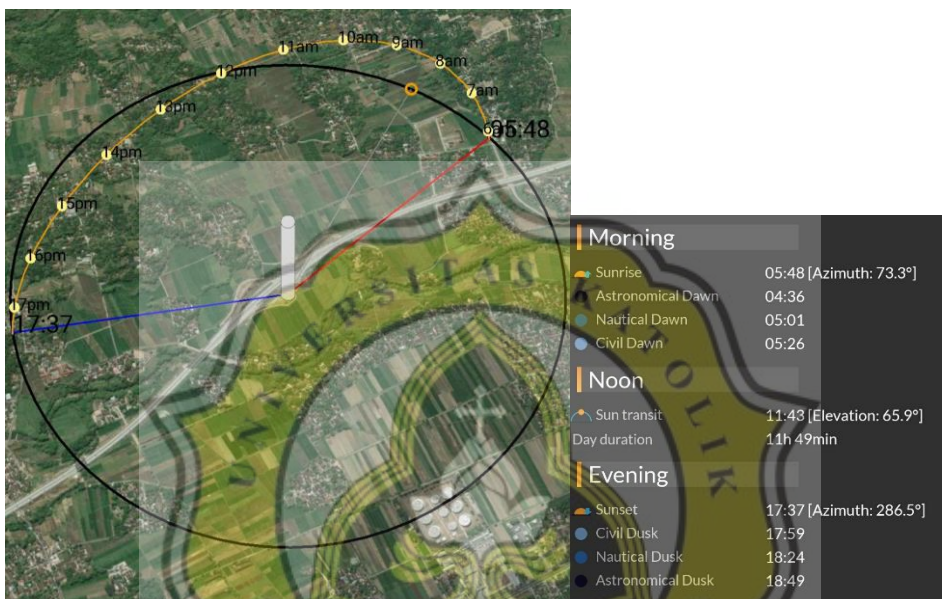 10am
11am
9am
12pm
8am
13pm
7am
6am
05:48
14pm
15pm
16pm
17pm
17:37
UNIVERSITAS KATOLIK
Morning
Sunrise 05:48 [Azimuth: 73.3°]
Astronomical Dawn 04:36
Nautical Dawn 05:01
Civil Dawn 05:26
Noon
Sun transit 11:43 [Elevation: 65.9°]
Day duration 11h 49min
Evening
Sunset 17:37 [Azimuth: 286.5°]
Civil Dusk 17:59
Nautical Dusk 18:24
Astronomical Dusk 18:49